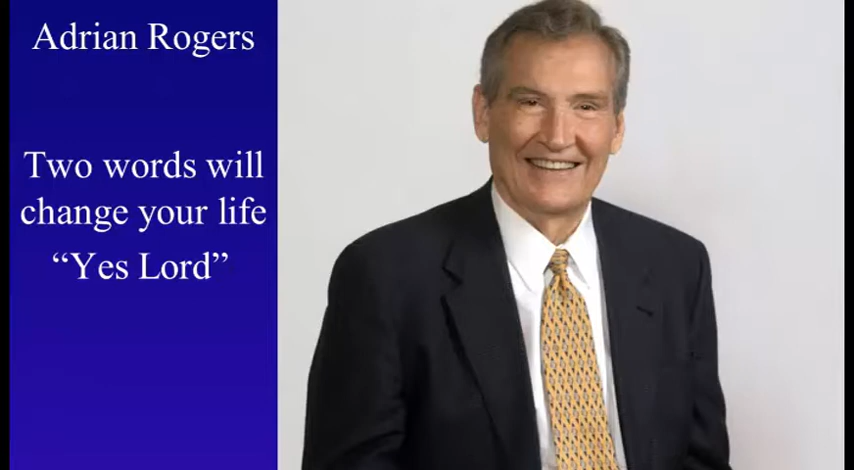 Adrian Rogers
Two words will
change your life
“Yes Lord”